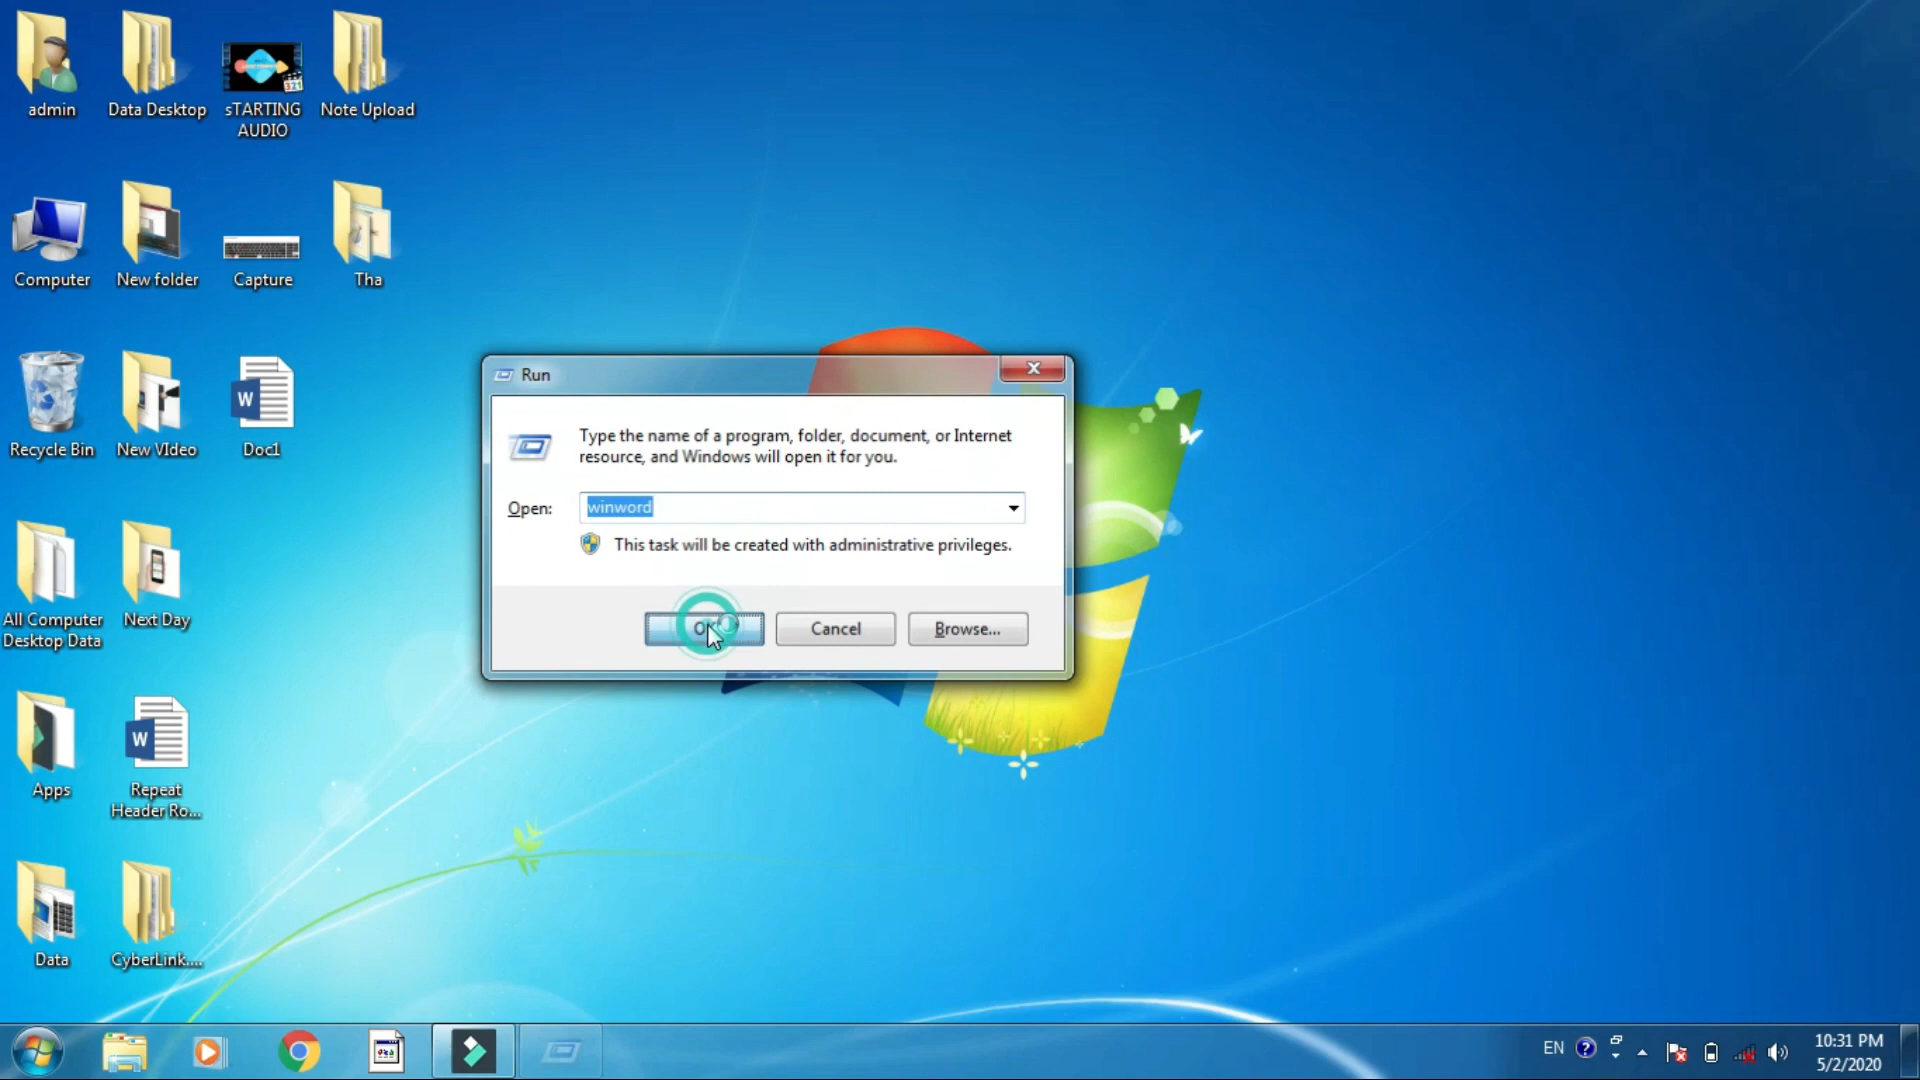 admin
Data Desktop
sTARTING
AUDIO
Note Upload
Computer
New folder
Capture
Tha
Recycle Bin
New VIdeo
Doc1
All Computer
Desktop Data
Next Day
Apps
Repeat
Header Ro...
Data
CyberLink....
Run
Type the name of a program, folder, document, or Internet
resource, and Windows will open it for you.
Open:
winword
This task will be created with administrative privileges.
Cancel
Browse...
EN
10:31 PM
5/2/2020